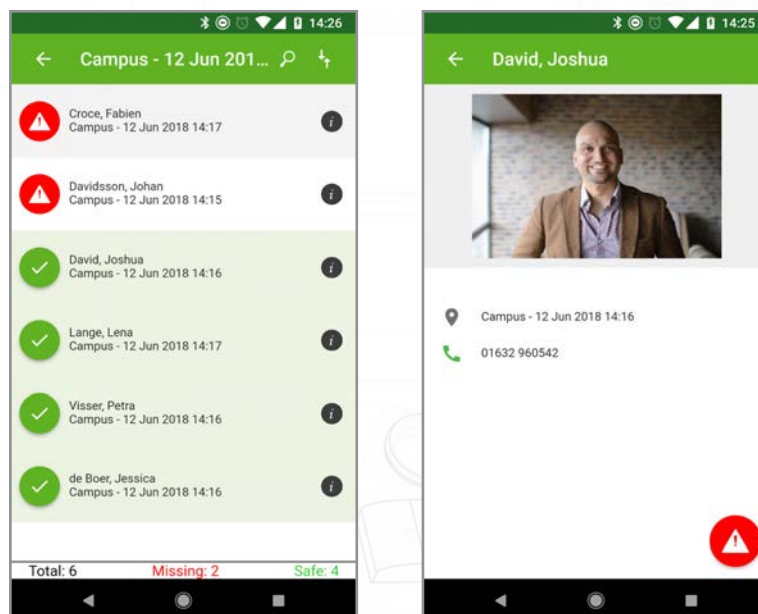 14:26
Campus - 12 Jun 201...
Croce, Fabien
Campus - 12 Jun 2018 14:17
Davidsson, Johan
Campus - 12 Jun 2018 14:15
David, Joshua
Campus - 12 Jun 2018 14:16
Lange, Lena
Campus - 12 Jun 2018 14:17
Visser, Petra
Campus - 12 Jun 2018 14:16
de Boer, Jessica
Campus - 12 Jun 2018 14:16
Total: 6 Missing: 2 Safe: 4
14:25
David, Joshua
Campus - 12 Jun 2018 14:16
01632 960542